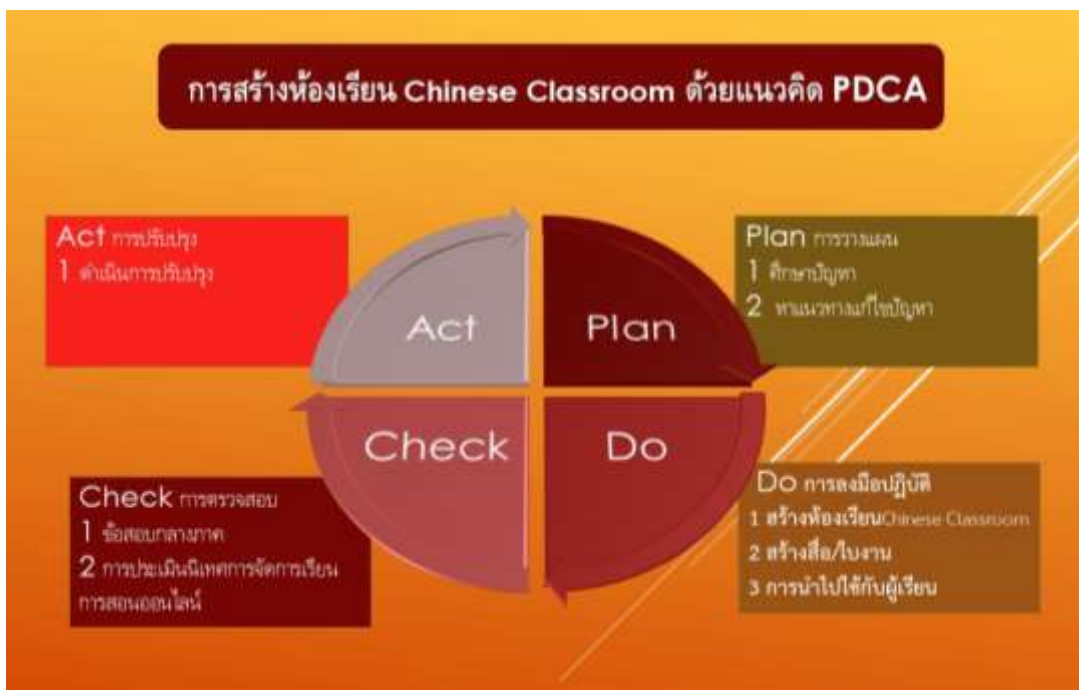 การสร้างห้องเรียน Chinese Classroom ด้วยแนวคิด PDCA
Act การปรับปรุง
1 ดำเนินการปรับปรุง
Plan การวางแผน
1 ศึกษาปัญหา
2 หาแนวทางแก้ไขปัญหา
Act
Plan
Check
Do
Check การตรวจสอบ
1 ข้อสอบกลางภาค
2 การประเมินนิเทศการจัดการเรียน
การสอนออนไลน์
Do การลงมือปฏิบัติ
1 สร้างห้องเรียนChinese Classroom
2 สร้างสื่อ/ใบงาน
3 การนำไปใช้กับผู้เรียน